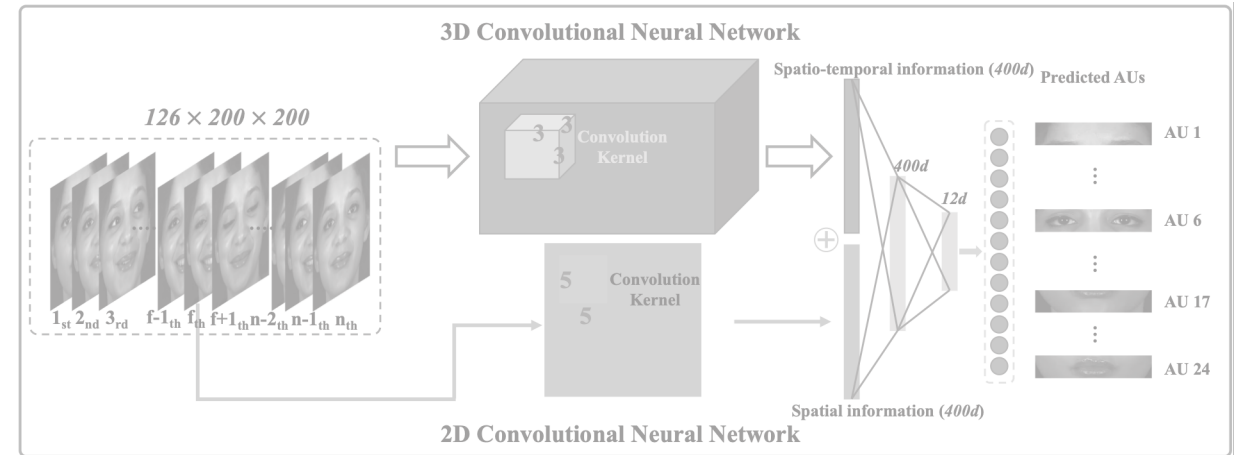 3D Convolutional Neural Network
Spatio-temporal information (400d)
Predicted AUs
126 × 200 × 200
3 3
3
Convolution
Kernel
AU 1
400d
12d
AU 6
5
5
Convolution
Kernel
AU 17
1st 2nd 3rd f-1th fth f+1th n-2th n-1th nth
AU 24
Spatial information (400d)
2D Convolutional Neural Network